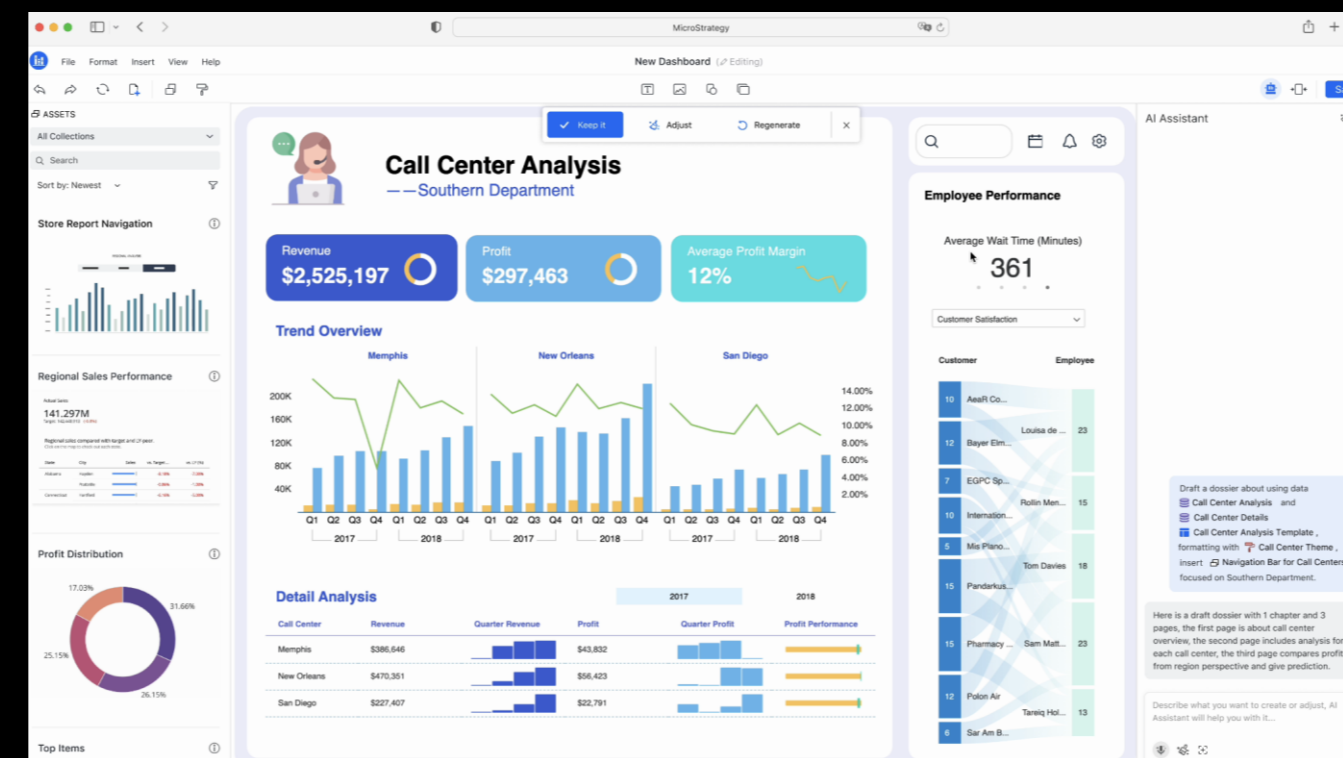 MicroStrategy
File Format Insert View Help
New Dashboard (Editing)
ASSETS
All Collections
Search
Sort by: Newest
Store Report Navigation
Regional Sales Performance
141.297M
Regional sales compared with target and LY peer.
Profit Distribution
17.03%
31.66%
25.15%
26.15%
Top Items
Keep it Adjust Regenerate
Call Center Analysis
——Southern Department
Revenue
$2,525,197
Profit
$297,463
Average Profit Margin
12%
Trend Overview
Memphis New Orleans San Diego
200K
160K
120K
80K
40K
14.00%
12.00%
10.00%
8.00%
6.00%
4.00%
2.00%
Q1 Q2 Q3 Q4 Q1 Q2 Q3 Q4 Q1 Q2 Q3 Q4 Q1 Q2 Q3 Q4 Q1 Q2 Q3 Q4 Q1 Q2 Q3 Q4
2017 2018 2017 2018 2017 2018
Detail Analysis 2017 2018
Call Center Revenue Quarter Revenue Profit Quarter Profit Profit Performance
Memphis $386,646 $43,832
New Orleans $470,351 $56,423
San Diego $227,407 $22,791
Employee Performance
Average Wait Time (Minutes)
361
Customer Satisfaction
Customer Employee
10 AeaR Co...
Louisa de ... 23
12 Bayer Elm...
7 EGPC Sp...
Rollin Men... 15
10 Internation...
5 Mis Plano...
Tom Davies 18
15 Pandarkus...
15 Pharmacy ... Sam Matt... 23
12 Polon Air
Tareiq Hol... 13
6 Sar Am B...
AI Assistant
Draft a dossier about using data
Call Center Analysis and
Call Center Details
Call Center Analysis Template ,
formatting with Call Center Theme ,
insert Navigation Bar for Call Centers
focused on Southern Department.
Here is a draft dossier with 1 chapter and 3
pages, the first page is about call center
overview, the second page includes analysis for
each call center, the third page compares profit
from region perspective and give prediction.
Describe what you want to create or adjust, AI
Assistant will help you with it...